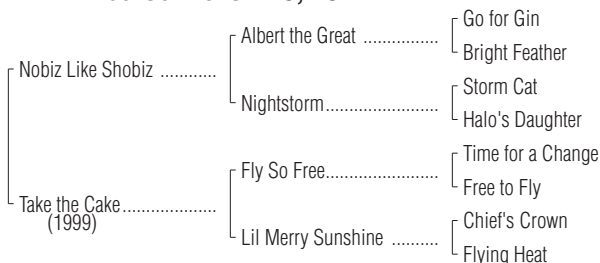 Go for Gin
Albert the Great ................
Bright Feather
Nobiz Like Shobiz ............
Storm Cat
Nightstorm........................
Halo's Daughter
Time for a Change
Fly So Free........................
Free to Fly
Take the Cake....................
(1999)
Chief's Crown
Lil Merry Sunshine ..........
Flying Heat